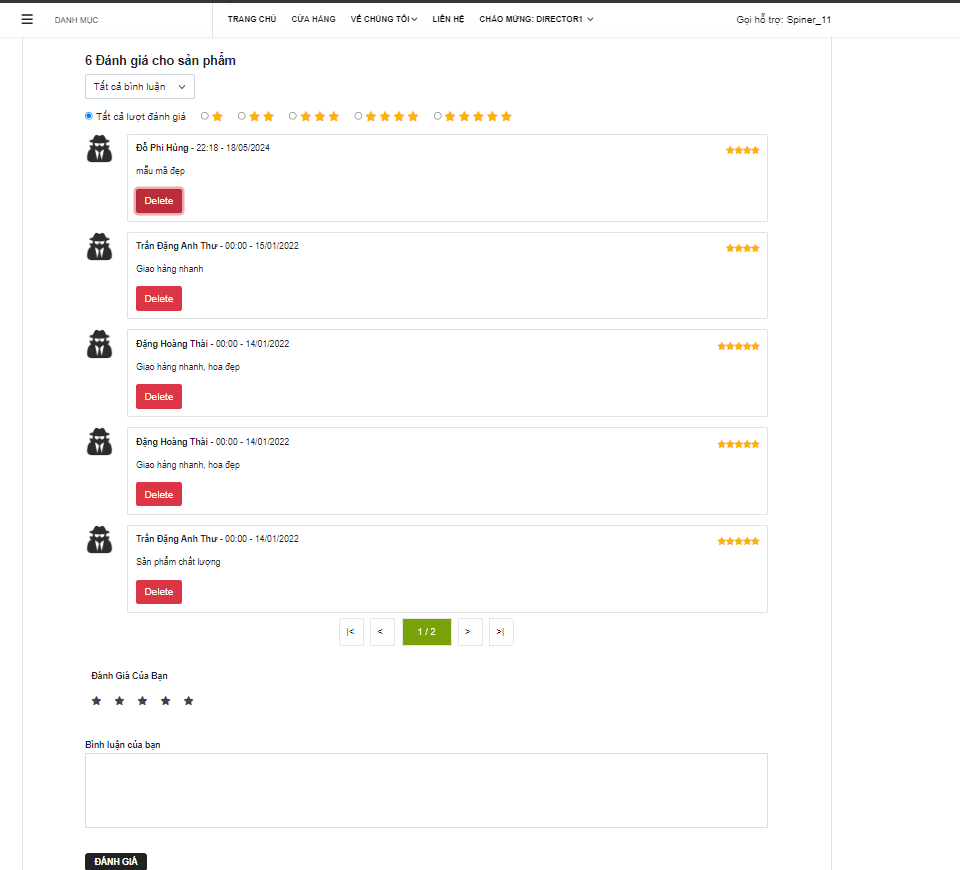 DANH MỤC
TRANG CHỦ CỬA HÀNG VỀ CHÚNG TÔI LIÊN HỆ CHÀO MỪNG: DIRECTOR1 Gọi hỗ trợ: Spiner_11
6 Đánh giá cho sản phẩm
Tất cả bình luận
Tất cả lượt đánh giá
Đỗ Phi Hùng - 22:18 - 18/05/2024
mẫu mã đẹp
Delete
Trần Đặng Anh Thư - 00:00 - 15/01/2022
Giao hàng nhanh
Delete
Đặng Hoàng Thái - 00:00 - 14/01/2022
Giao hàng nhanh, hoa đẹp
Delete
Đặng Hoàng Thái - 00:00 - 14/01/2022
Giao hàng nhanh, hoa đẹp
Delete
Trần Đặng Anh Thư - 00:00 - 14/01/2022
Sản phẩm chất lượng
Delete
|< < 1 / 2 > >|
Đánh Giá Của Bạn
Bình luận của bạn
ĐÁNH GIÁ